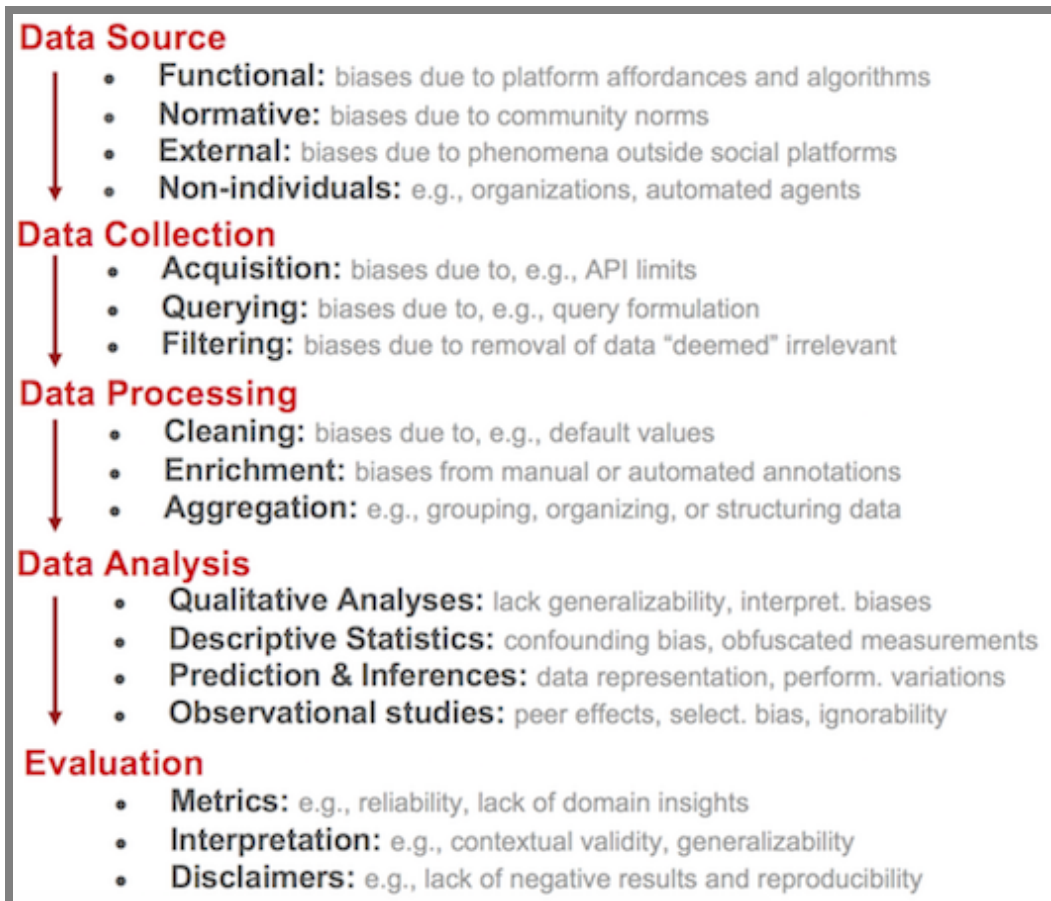 Data Source
• Functional: biases due to platform affordances and algorithms
• Normative: biases due to community norms
• External: biases due to phenomena outside social platforms
• Non-individuals: e.g., organizations, automated agents
Data Collection
• Acquisition: biases due to, e.g., API limits
• Querying: biases due to, e.g., query formulation
• Filtering: biases due to removal of data “deemed” irrelevant
Data Processing
• Cleaning: biases due to, e.g., default values
• Enrichment: biases from manual or automated annotations
• Aggregation: e.g., grouping, organizing, or structuring data
Data Analysis
• Qualitative Analyses: lack generalizability, interpret. biases
• Descriptive Statistics: confounding bias, obfuscated measurements
• Prediction & Inferences: data representation, perform. variations
• Observational studies: peer effects, select. bias, ignorability
Evaluation
• Metrics: e.g., reliability, lack of domain insights
• Interpretation: e.g., contextual validity, generalizability
• Disclaimers: e.g., lack of negative results and reproducibility